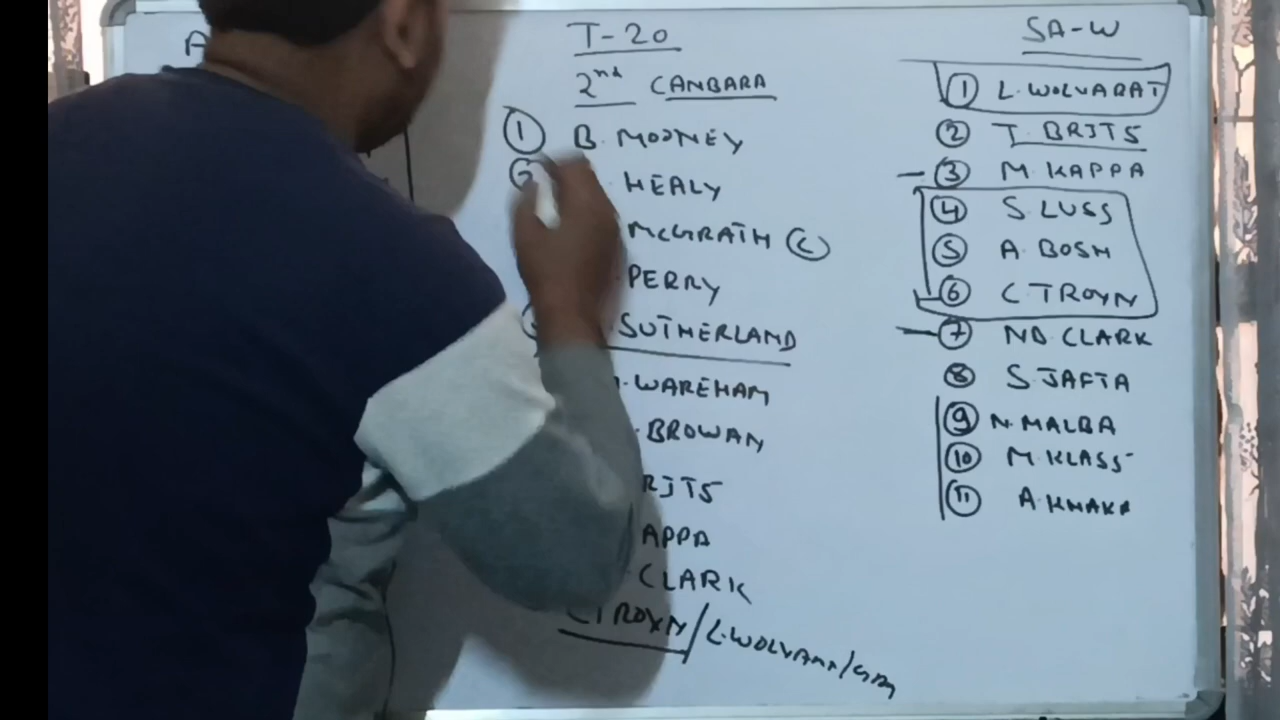 A
T-20
2nd CANBARA
1 B. MOONEY
2 HEALY
MCGRATH C
PERRY
SUTHERLAND
WAREHAM
BROWAN
RITS
APPA
CLARK
CTROYN/L.WOLVAAR/
SA-W
1 L.WOLVARAT
2 T. BRITS
3 M KAPPA
4 S.LUSS
5 A. BOSH
6 C TROYN
7 ND. CLARK
8 S.JAFTA
9 N.MALBA
10 M.KLASS
11 A.KHAKA